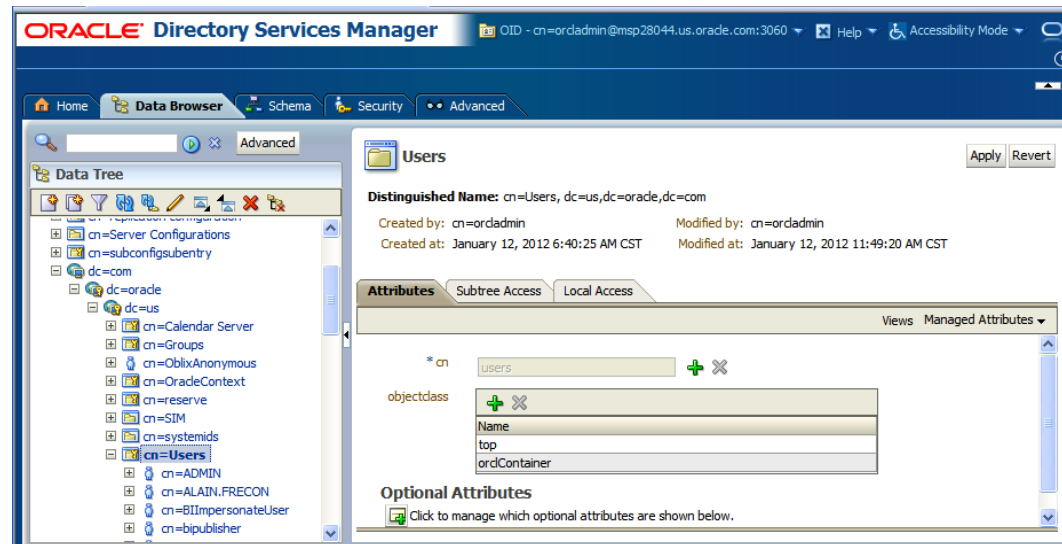 ORACLE Directory Services Manager
OID - cn=orcladmin@msp28044.us.oracle.com:3060
Help
Accessibility Mode
Home
Data Browser
Schema
Security
Advanced
Advanced
Data Tree
cn=replication configuration
cn=Server Configurations
cn=subconfigsubentry
dc=com
dc=oracle
dc=us
cn=Calendar Server
cn=Groups
cn=OblixAnonymous
cn=OracleContext
cn=reserve
cn=SIM
cn=systemids
cn=Users
cn=ADMIN
cn=ALAIN.FRECON
cn=BIImpersonateUser
cn=bipublisher
Users
Apply
Revert
Distinguished Name: cn=Users, dc=us,dc=oracle,dc=com
Created by: cn=orcladmin
Modified by: cn=orcladmin
Created at: January 12, 2012 6:40:25 AM CST
Modified at: January 12, 2012 11:49:20 AM CST
Attributes
Subtree Access
Local Access
Views Managed Attributes
* cn
users
objectclass
Name
top
orclContainer
Optional Attributes
Click to manage which optional attributes are shown below.